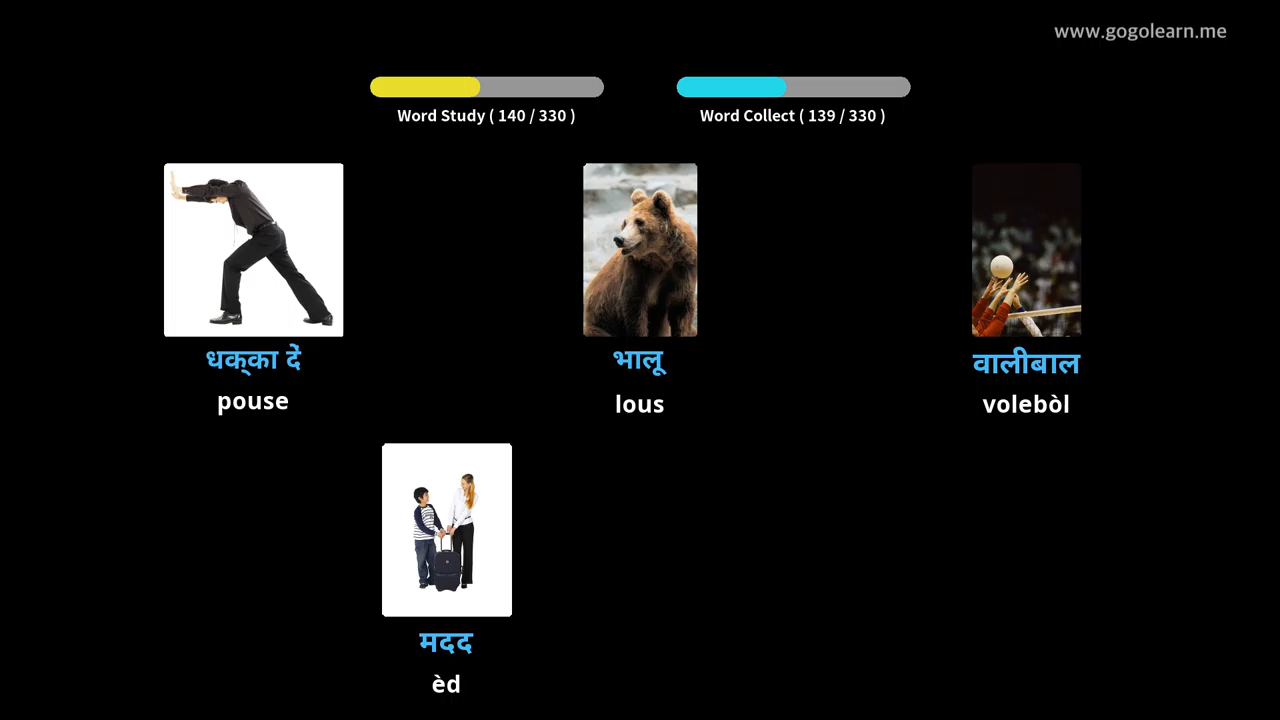 www.gogolearn.me
Word Study ( 140 / 330 )
Word Collect ( 139 / 330 )
धक्का दें
भालू
वालीबाल
pouse
lous
volebòl
मदद
èd